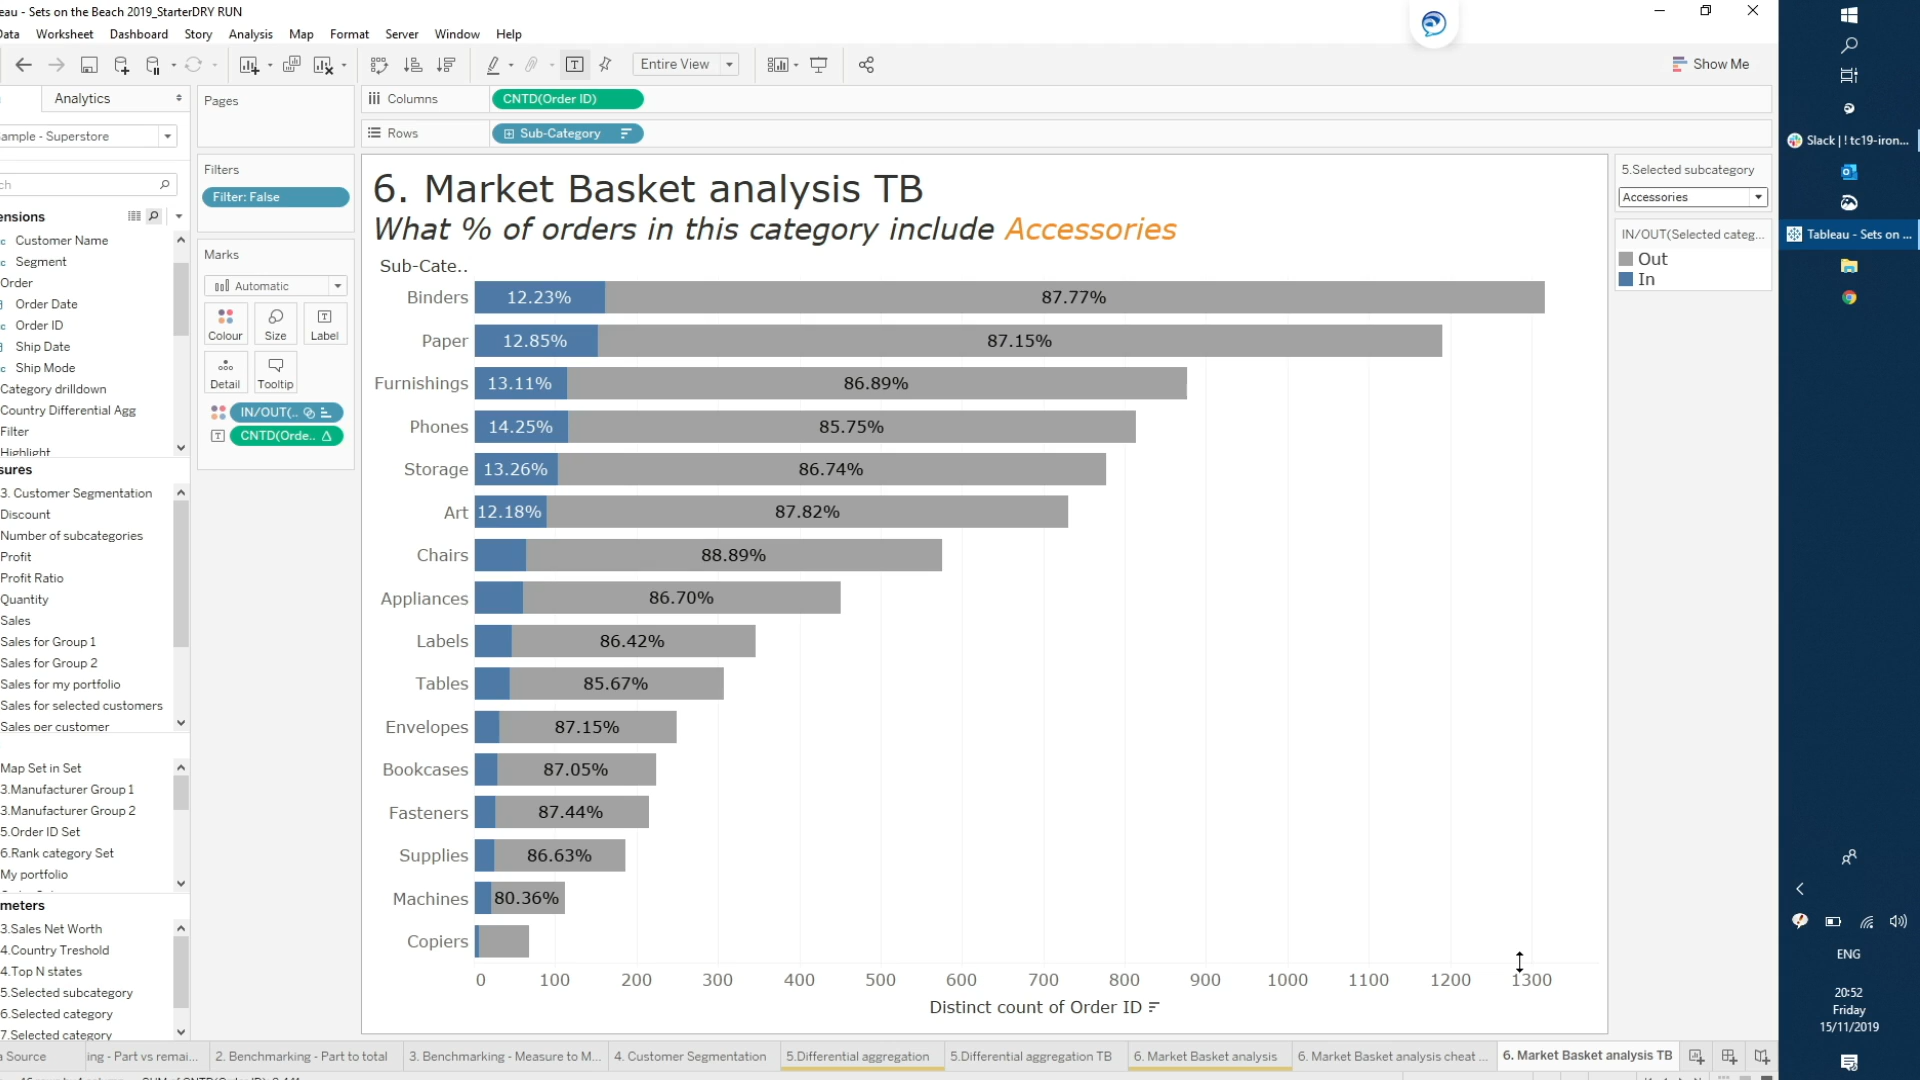 eau - Sets on the Beach 2019_StarterDRY RUN
Data Worksheet Dashboard Story Analysis Map Format Server Window Help
Entire View
Show Me
Analytics
ample - Superstore
ch
ensions
Customer Name
Segment
Order
Order Date
Order ID
Ship Date
Ship Mode
Category drilldown
Country Differential Agg
Filter
Highlight
sures
3. Customer Segmentation
Discount
Number of subcategories
Profit
Profit Ratio
Quantity
Sales
Sales for Group 1
Sales for Group 2
Sales for my portfolio
Sales for selected customers
Sales per customer
Map Set in Set
3.Manufacturer Group 1
3.Manufacturer Group 2
5.Order ID Set
6.Rank category Set
My portfolio
meters
3.Sales Net Worth
4.Country Treshold
4.Top N states
5.Selected subcategory
6.Selected category
7.Selected category
Pages
Filters
Filter: False
Marks
Automatic
Colour Size Label
Detail Tooltip
IN/OUT(..
CNTD(Orde..
Columns CNTD(Order ID)
Rows Sub-Category
6. Market Basket analysis TB
What % of orders in this category include Accessories
Sub-Cate..
Binders 12.23% 87.77%
Paper 12.85% 87.15%
Furnishings 13.11% 86.89%
Phones 14.25% 85.75%
Storage 13.26% 86.74%
Art 12.18% 87.82%
Chairs 88.89%
Appliances 86.70%
Labels 86.42%
Tables 85.67%
Envelopes 87.15%
Bookcases 87.05%
Fasteners 87.44%
Supplies 86.63%
Machines 80.36%
Copiers
0 100 200 300 400 500 600 700 800 900 1000 1100 1200 1300
Distinct count of Order ID
5.Selected subcategory
Accessories
IN/OUT(Selected categ...
Out
In
Slack | ! tc19-iron...
Tableau - Sets on ...
ENG
20:52
Friday
15/11/2019
a Source ing - Part vs remai... 2. Benchmarking - Part to total 3. Benchmarking - Measure to M... 4. Customer Segmentation 5.Differential aggregation 5.Differential aggregation TB 6. Market Basket analysis 6. Market Basket analysis cheat ... 6. Market Basket analysis TB